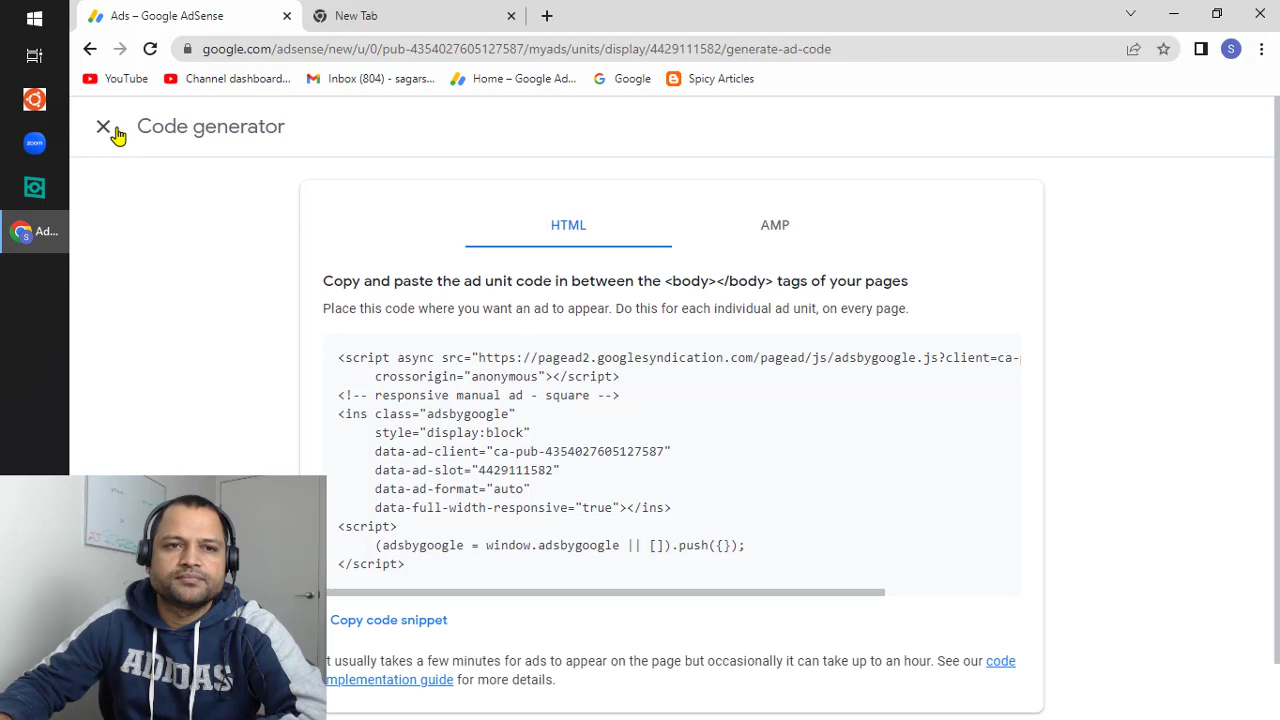 Ads – Google AdSense
New Tab
google.com/adsense/new/u/0/pub-4354027605127587/myads/units/display/4429111582/generate-ad-code
S
YouTube
Channel dashboard...
Inbox (804) - sagars...
Home – Google Ad...
Google
Spicy Articles
zoom
Ad...
S
Code generator
HTML
AMP
Copy and paste the ad unit code in between the <body></body> tags of your pages
Place this code where you want an ad to appear. Do this for each individual ad unit, on every page.
<script async src="https://pagead2.googlesyndication.com/pagead/js/adsbygoogle.js?client=ca-
crossorigin="anonymous"></script>
<!-- responsive manual ad - square -->
<ins class="adsbygoogle"
style="display:block"
data-ad-client="ca-pub-4354027605127587"
data-ad-slot="4429111582"
data-ad-format="auto"
data-full-width-responsive="true"></ins>
<script>
(adsbygoogle = window.adsbygoogle || []).push({});
</script>
Copy code snippet
t usually takes a few minutes for ads to appear on the page but occasionally it can take up to an hour. See our code
mplementation guide for more details.
ADIDAS